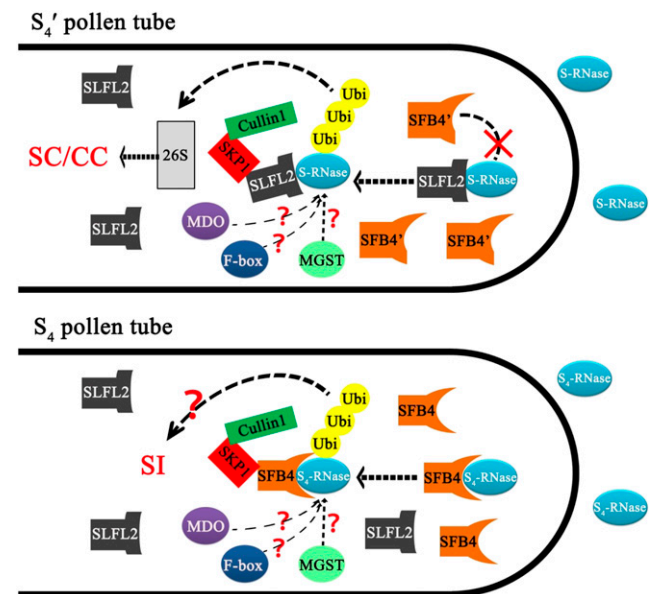 S₄′ pollen tube
SLFL2
Ubi
S-RNase
Ubi
Cullin1
SFB4'
Ubi
SC/CC
26S
SKP1
SLFL2
S-RNase
SLFL2
S-RNase
S-RNase
MDO
?
?
?
SLFL2
SFB4'
SFB4'
F-box
MGST
S₄ pollen tube
SLFL2
S₄-RNase
?
Ubi
SFB4
Ubi
Cullin1
Ubi
SI
SKP1
SFB4
S₄-RNase
SFB4
S₄-RNase
S₄-RNase
MDO
?
?
?
SLFL2
SLFL2
SFB4
F-box
MGST